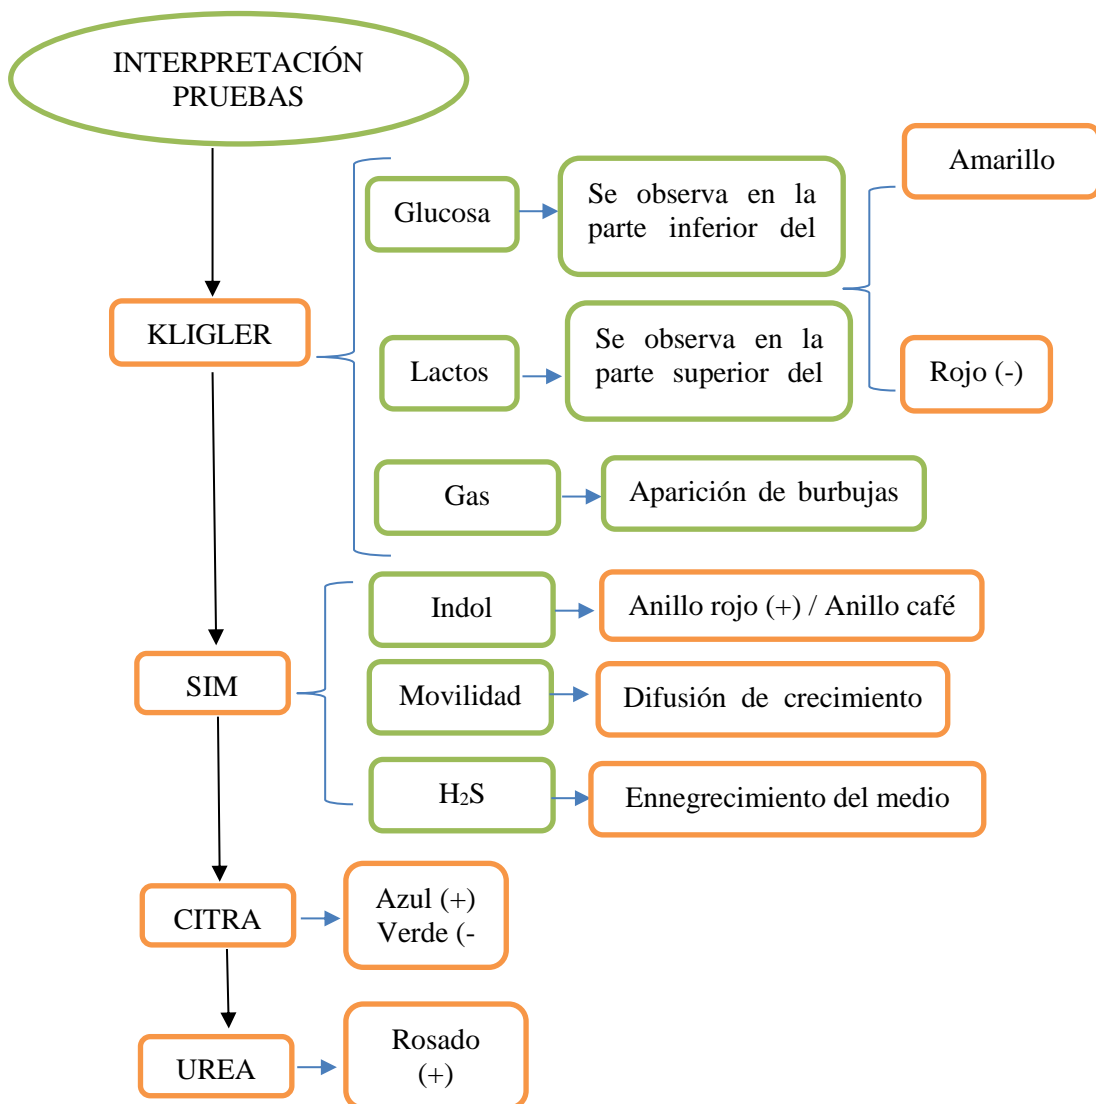 INTERPRETACIÓN
PRUEBAS
KLIGLER
Glucosa
Se observa en la
parte inferior del
Amarillo
Lactos
Se observa en la
parte superior del
Rojo (-)
Gas
Aparición de burbujas
SIM
Indol
Anillo rojo (+) / Anillo café
Movilidad
Difusión de crecimiento
H₂S
Ennegrecimiento del medio
CITRA
Azul (+)
Verde (-
UREA
Rosado
(+)